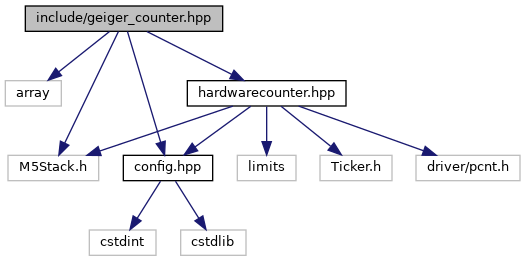 include/geiger_counter.hpp
array
hardwarecounter.hpp
M5Stack.h
config.hpp
limits
Ticker.h
driver/pcnt.h
cstdint
cstdlib